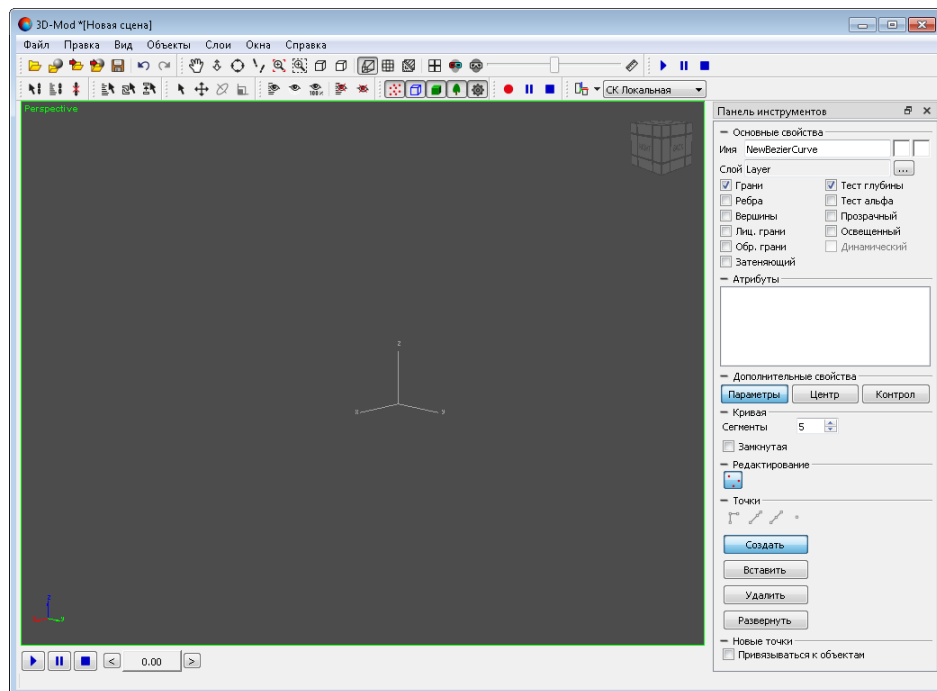 3D-Mod *[Новая сцена]
Файл Правка Вид Объекты Слои Окна Справка
СК Локальная
Perspective
Панель инструментов
Основные свойства
Имя NewBezierCurve
Слой Layer ...
Грани Тест глубины
Ребра Тест альфа
Вершины Прозрачный
Лиц. грани Освещенный
Обр. грани Динамический
Затеняющий
Атрибуты
Дополнительные свойства
Параметры Центр Контрол
Кривая
Сегменты 5
Замкнутая
Редактирование
Точки
Создать
Вставить
Удалить
Развернуть
Новые точки
Привязываться к объектам
z
y
z
y
< 0.00 >